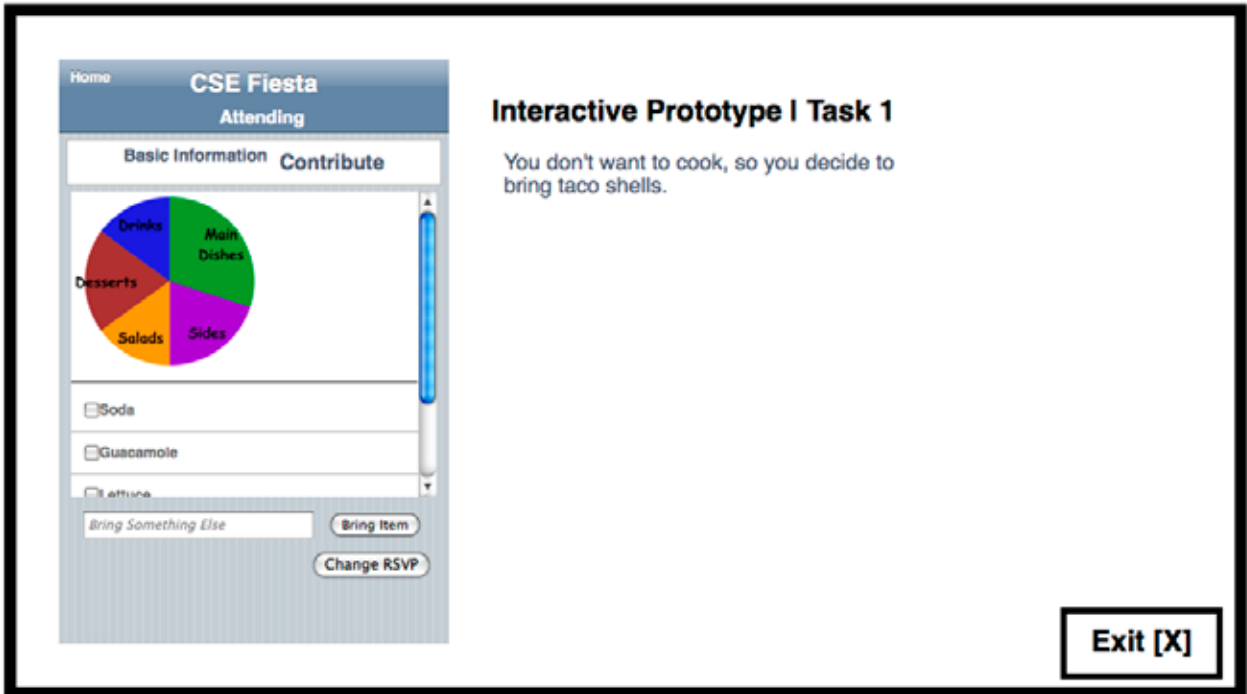 Home
CSE Fiesta
Attending
Basic Information Contribute
Drinks
Main
Dishes
Desserts
Salads
Sides
Soda
Guacamole
Lettuce
Bring Something Else
Bring Item
Change RSVP
Interactive Prototype | Task 1
You don't want to cook, so you decide to
bring taco shells.
Exit [X]